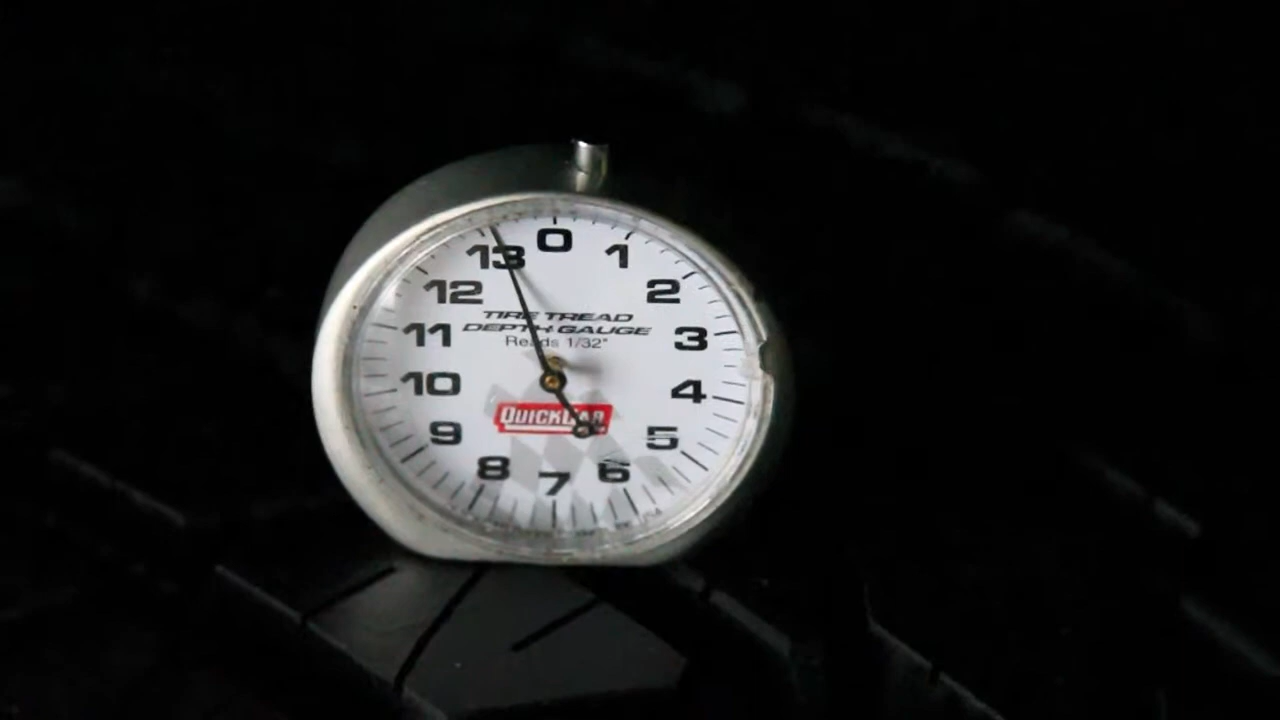 0
13 1
12 2
TIRE TREAD
DEPTH GAUGE
Reads 1/32"
11 3
10 4
QUICKCAR
9 5
8 6
7